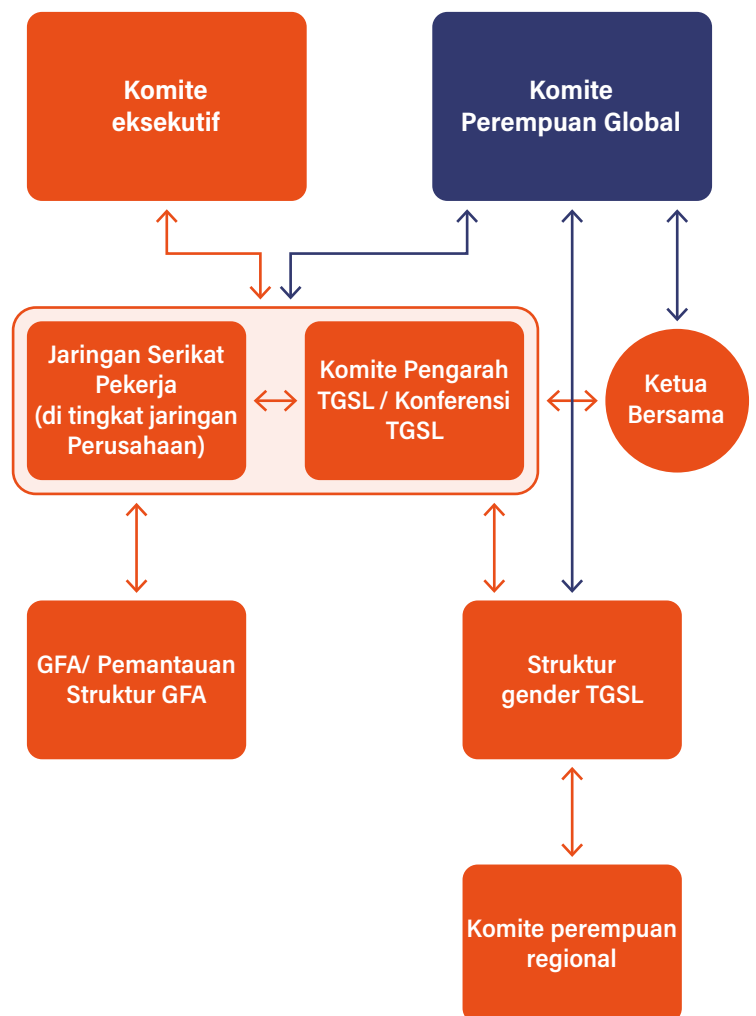 Komite
eksekutif
Komite
Perempuan Global
Jaringan Serikat
Pekerja
(di tingkat jaringan
Perusahaan)
Komite Pengarah
TGSL / Konferensi
TGSL
Ketua
Bersama
GFA/ Pemantauan
Struktur GFA
Struktur
gender TGSL
Komite perempuan
regional